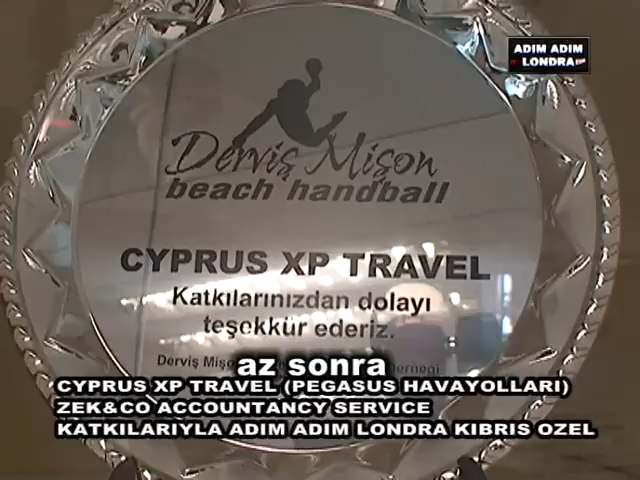 ADIM ADIM
LONDRA
Derviş Mişon
beach handball
CYPRUS XP TRAVEL
Katkılarınızdan dolayı
teşekkür ederiz.
Derviş
az sonra
CYPRUS XP TRAVEL (PEGASUS HAVAYOLLARI)
ZEK&CO ACCOUNTANCY SERVICE
KATKILARIYLA ADIM ADIM LONDRA KIBRIS OZEL